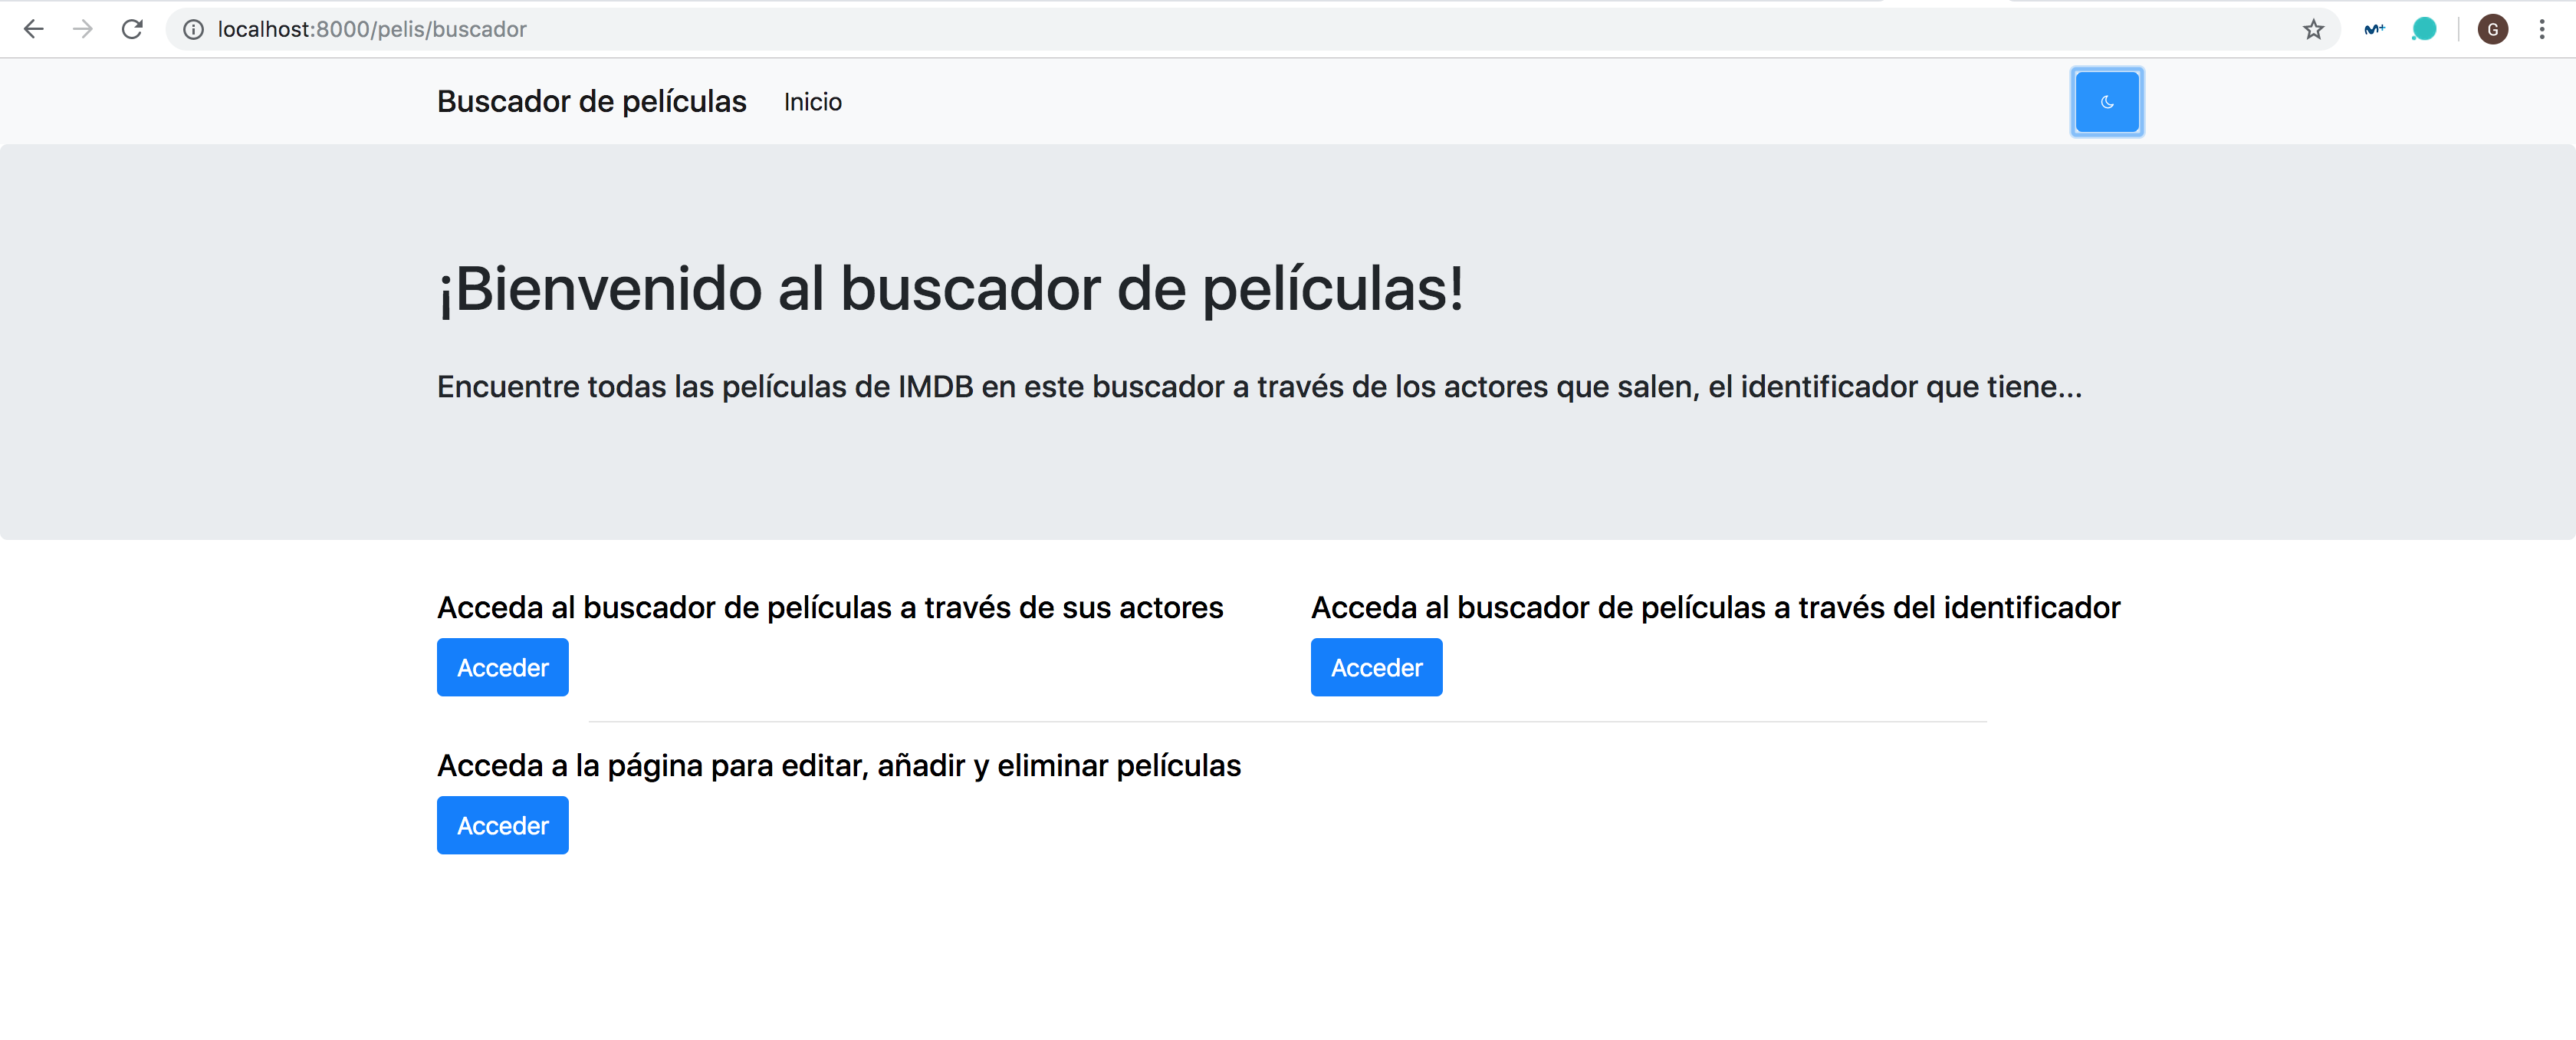 localhost:8000/pelis/buscador
G
Buscador de películas Inicio
¡Bienvenido al buscador de películas!
Encuentre todas las películas de IMDB en este buscador a través de los actores que salen, el identificador que tiene...
Acceda al buscador de películas a través de sus actores
Acceder
Acceda al buscador de películas a través del identificador
Acceder
Acceda a la página para editar, añadir y eliminar películas
Acceder